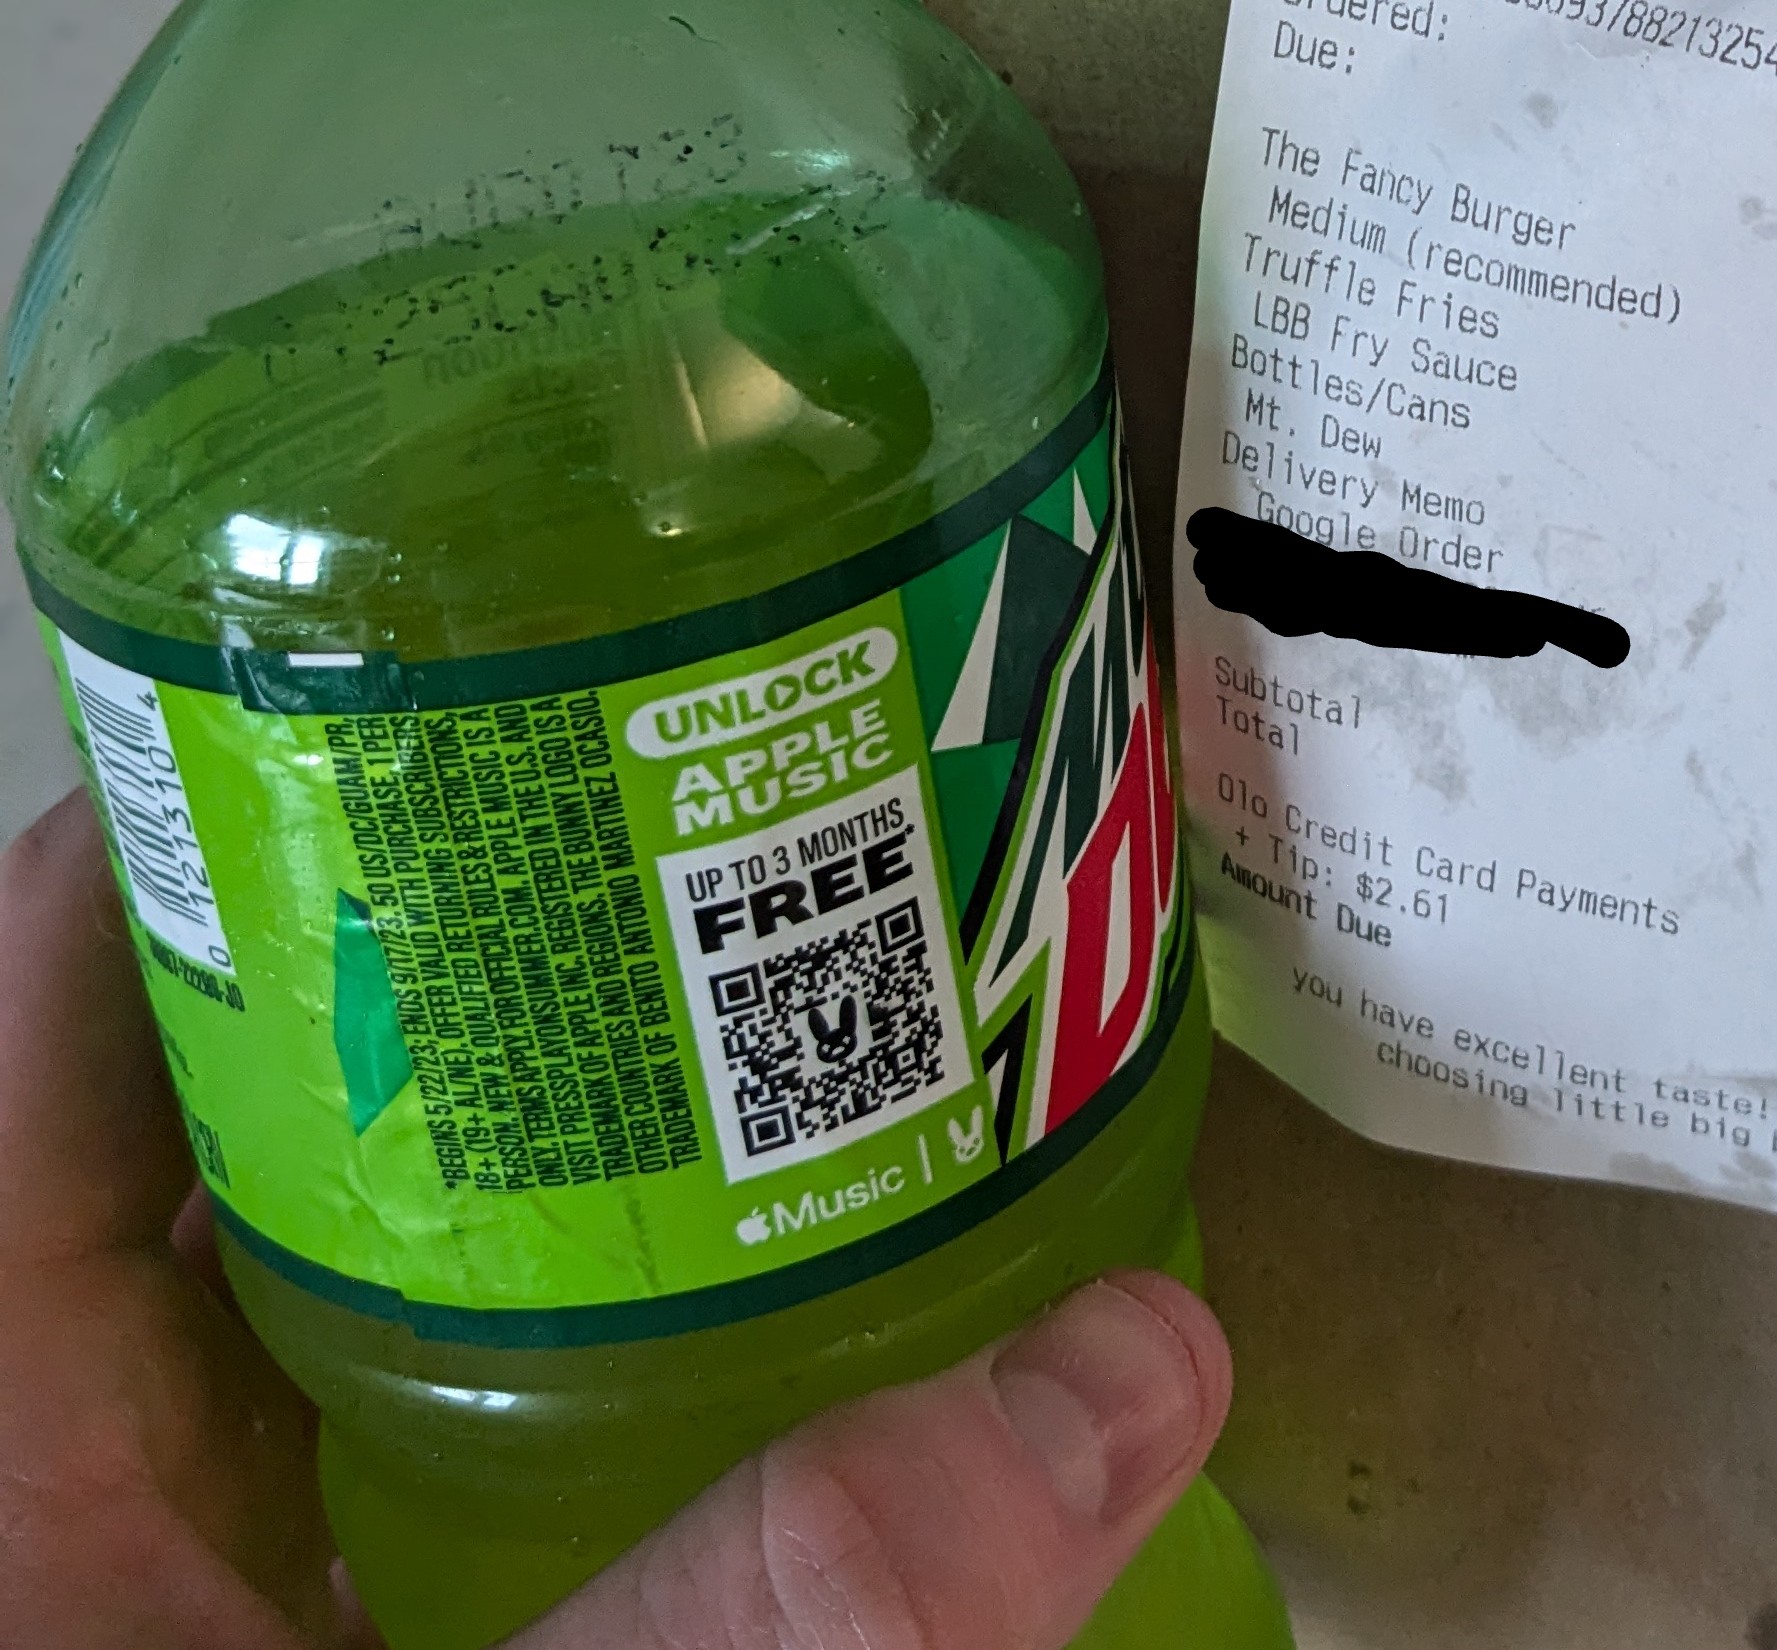 AUG0723
UNLOCK
APPLE
MUSIC
UP TO 3 MONTHS
FREE*
Music
*BEGINS 5/22/23; ENDS 9/17/23. 50 US/DC/GUAM/PR,
18+ (19+ AL/NE). OFFER VALID WITH PURCHASE. 1 PER
PERSON. NEW & QUALIFIED RETURNING SUBSCRIBERS
ONLY. TERMS APPLY. FOR OFFICIAL RULES & RESTRICTIONS,
VISIT PRESSPLAYONSUMMER.COM. APPLE MUSIC IS A
TRADEMARK OF APPLE INC. REGISTERED IN THE U.S. AND
OTHER COUNTRIES AND REGIONS. THE BUNNY LOGO IS A
TRADEMARK OF BENITO ANTONIO MARTINEZ OCASIO.
0 121310 4
Due:
The Fancy Burger
Medium (recommended)
Truffle Fries
LBB Fry Sauce
Bottles/Cans
Mt. Dew
Delivery Memo
Google Order
Subtotal
Total
Olo Credit Card Payments
+ Tip: $2.61
Amount Due
you have excellent taste!
choosing little big